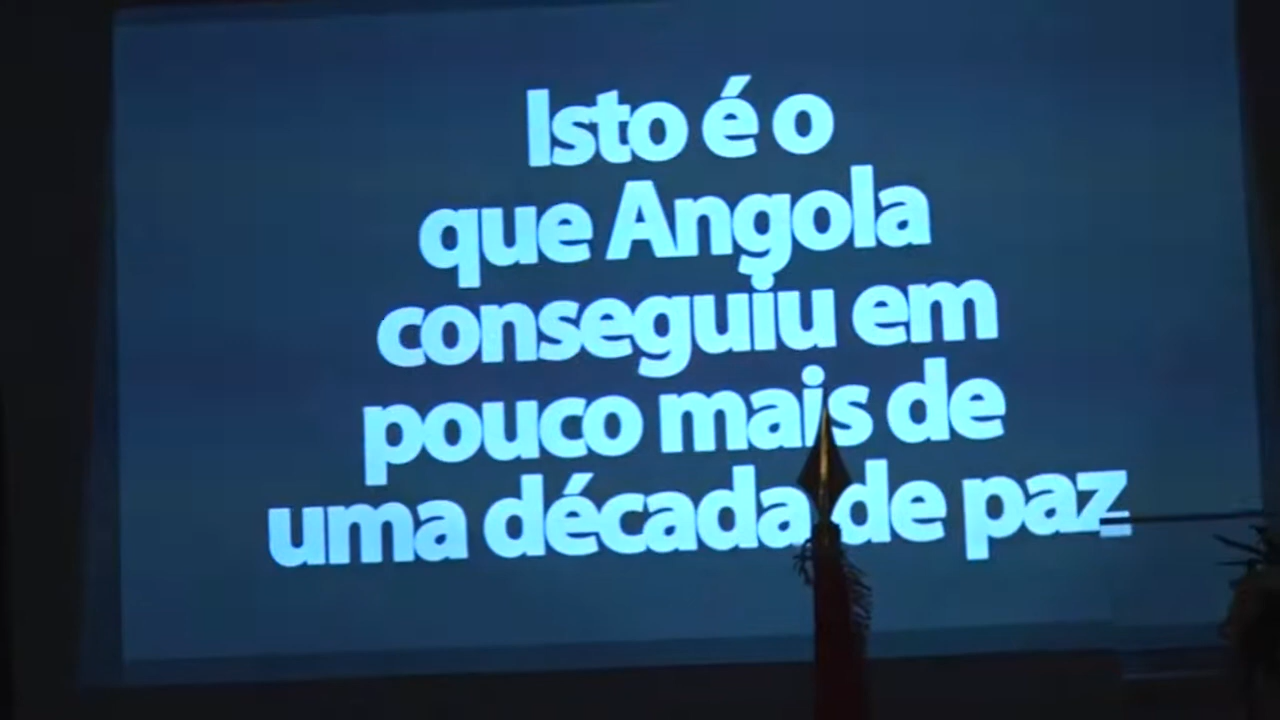 Isto é o
que Angola
conseguiu em
pouco mais de
uma década de paz